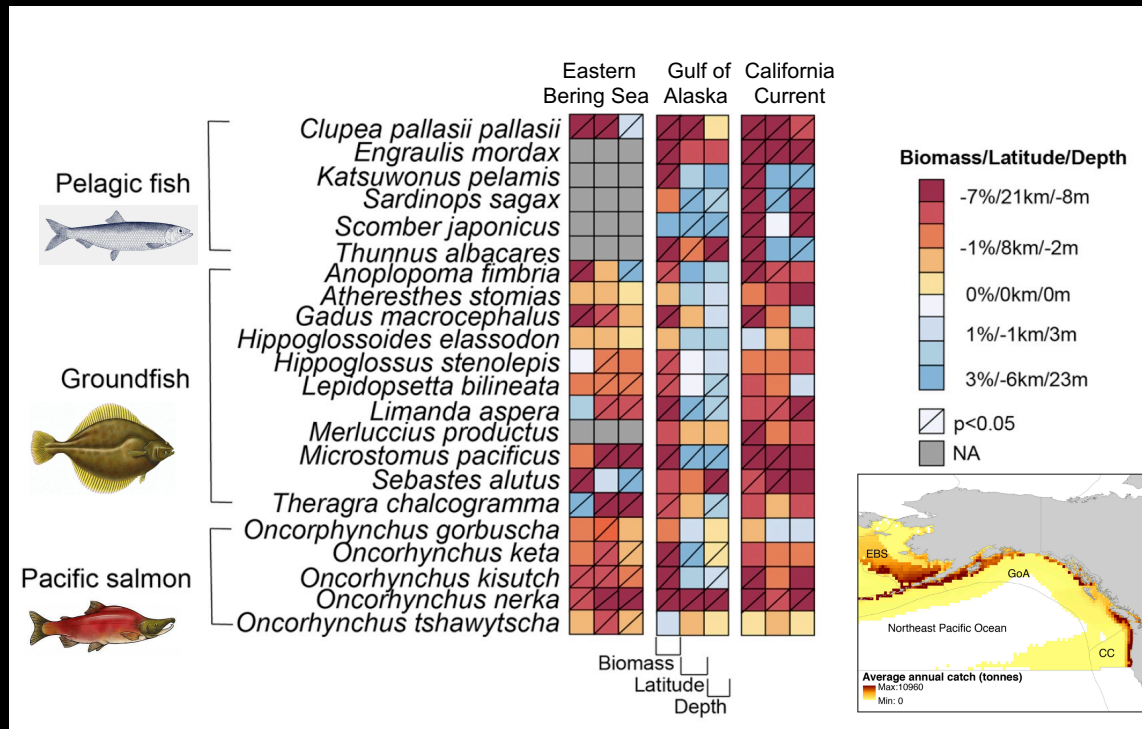 Eastern
Bering Sea
Gulf of
Alaska
California
Current
Pelagic fish
Clupea pallasii pallasii
Engraulis mordax
Katsuwonus pelamis
Sardinops sagax
Scomber japonicus
Thunnus albacares
Groundfish
Anoplopoma fimbria
Atheresthes stomias
Gadus macrocephalus
Hippoglossoides elassodon
Hippoglossus stenolepis
Lepidopsetta bilineata
Limanda aspera
Merluccius productus
Microstomus pacificus
Sebastes alutus
Theragra chalcogramma
Pacific salmon
Oncorphynchus gorbuscha
Oncorhynchus keta
Oncorhynchus kisutch
Oncorhynchus nerka
Oncorhynchus tshawytscha
Biomass
Latitude
Depth
Biomass/Latitude/Depth
-7%/21km/-8m
-1%/8km/-2m
0%/0km/0m
1%/-1km/3m
3%/-6km/23m
p<0.05
NA
EBS
GoA
Northeast Pacific Ocean
CC
Average annual catch (tonnes)
Max:10960
Min: 0